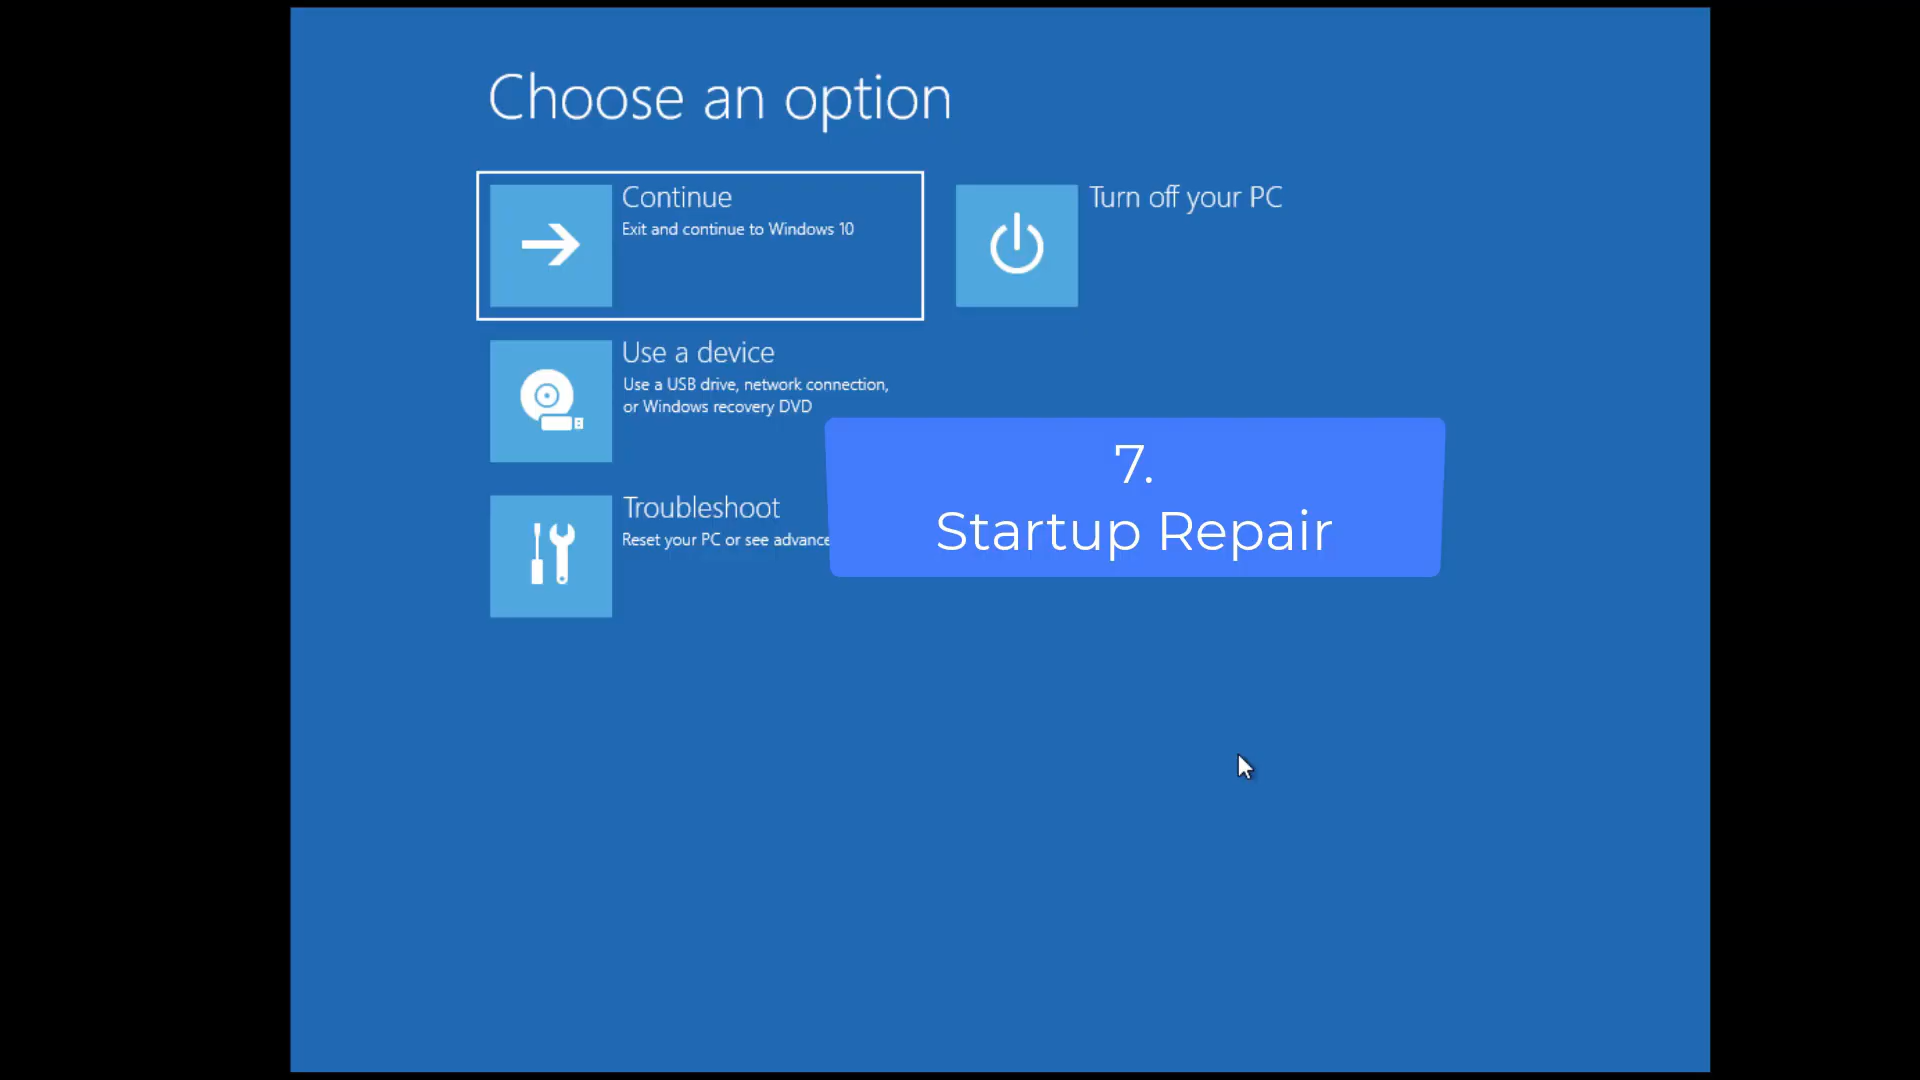 Choose an option
Continue
Exit and continue to Windows 10
Turn off your PC
Use a device
Use a USB drive, network connection,
or Windows recovery DVD
Troubleshoot
Reset your PC or see
7.
Startup Repair